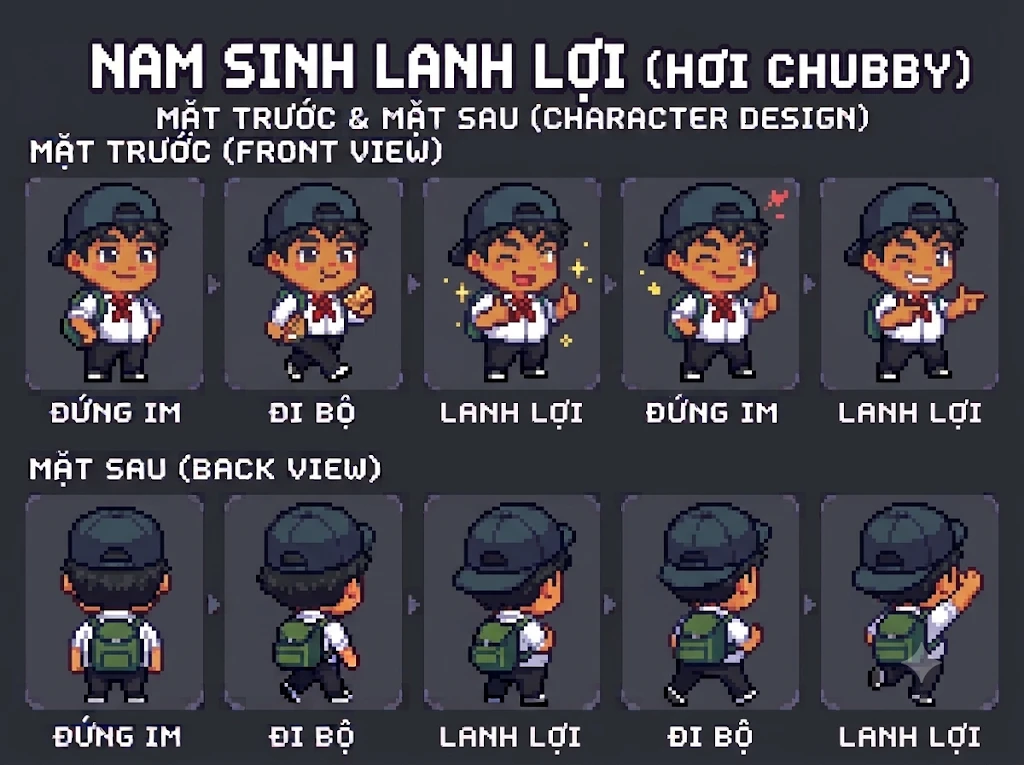 NAM SINH LANH LỢI (HƠI CHUBBY)
MẶT TRƯỚC & MẶT SAU (CHARACTER DESIGN)
MẶT TRƯỚC (FRONT VIEW)
ĐỨNG IM ĐI BỘ LANH LỢI ĐỨNG IM LANH LỢI
MẶT SAU (BACK VIEW)
ĐỨNG IM ĐI BỘ LANH LỢI ĐI BỘ LANH LỢI